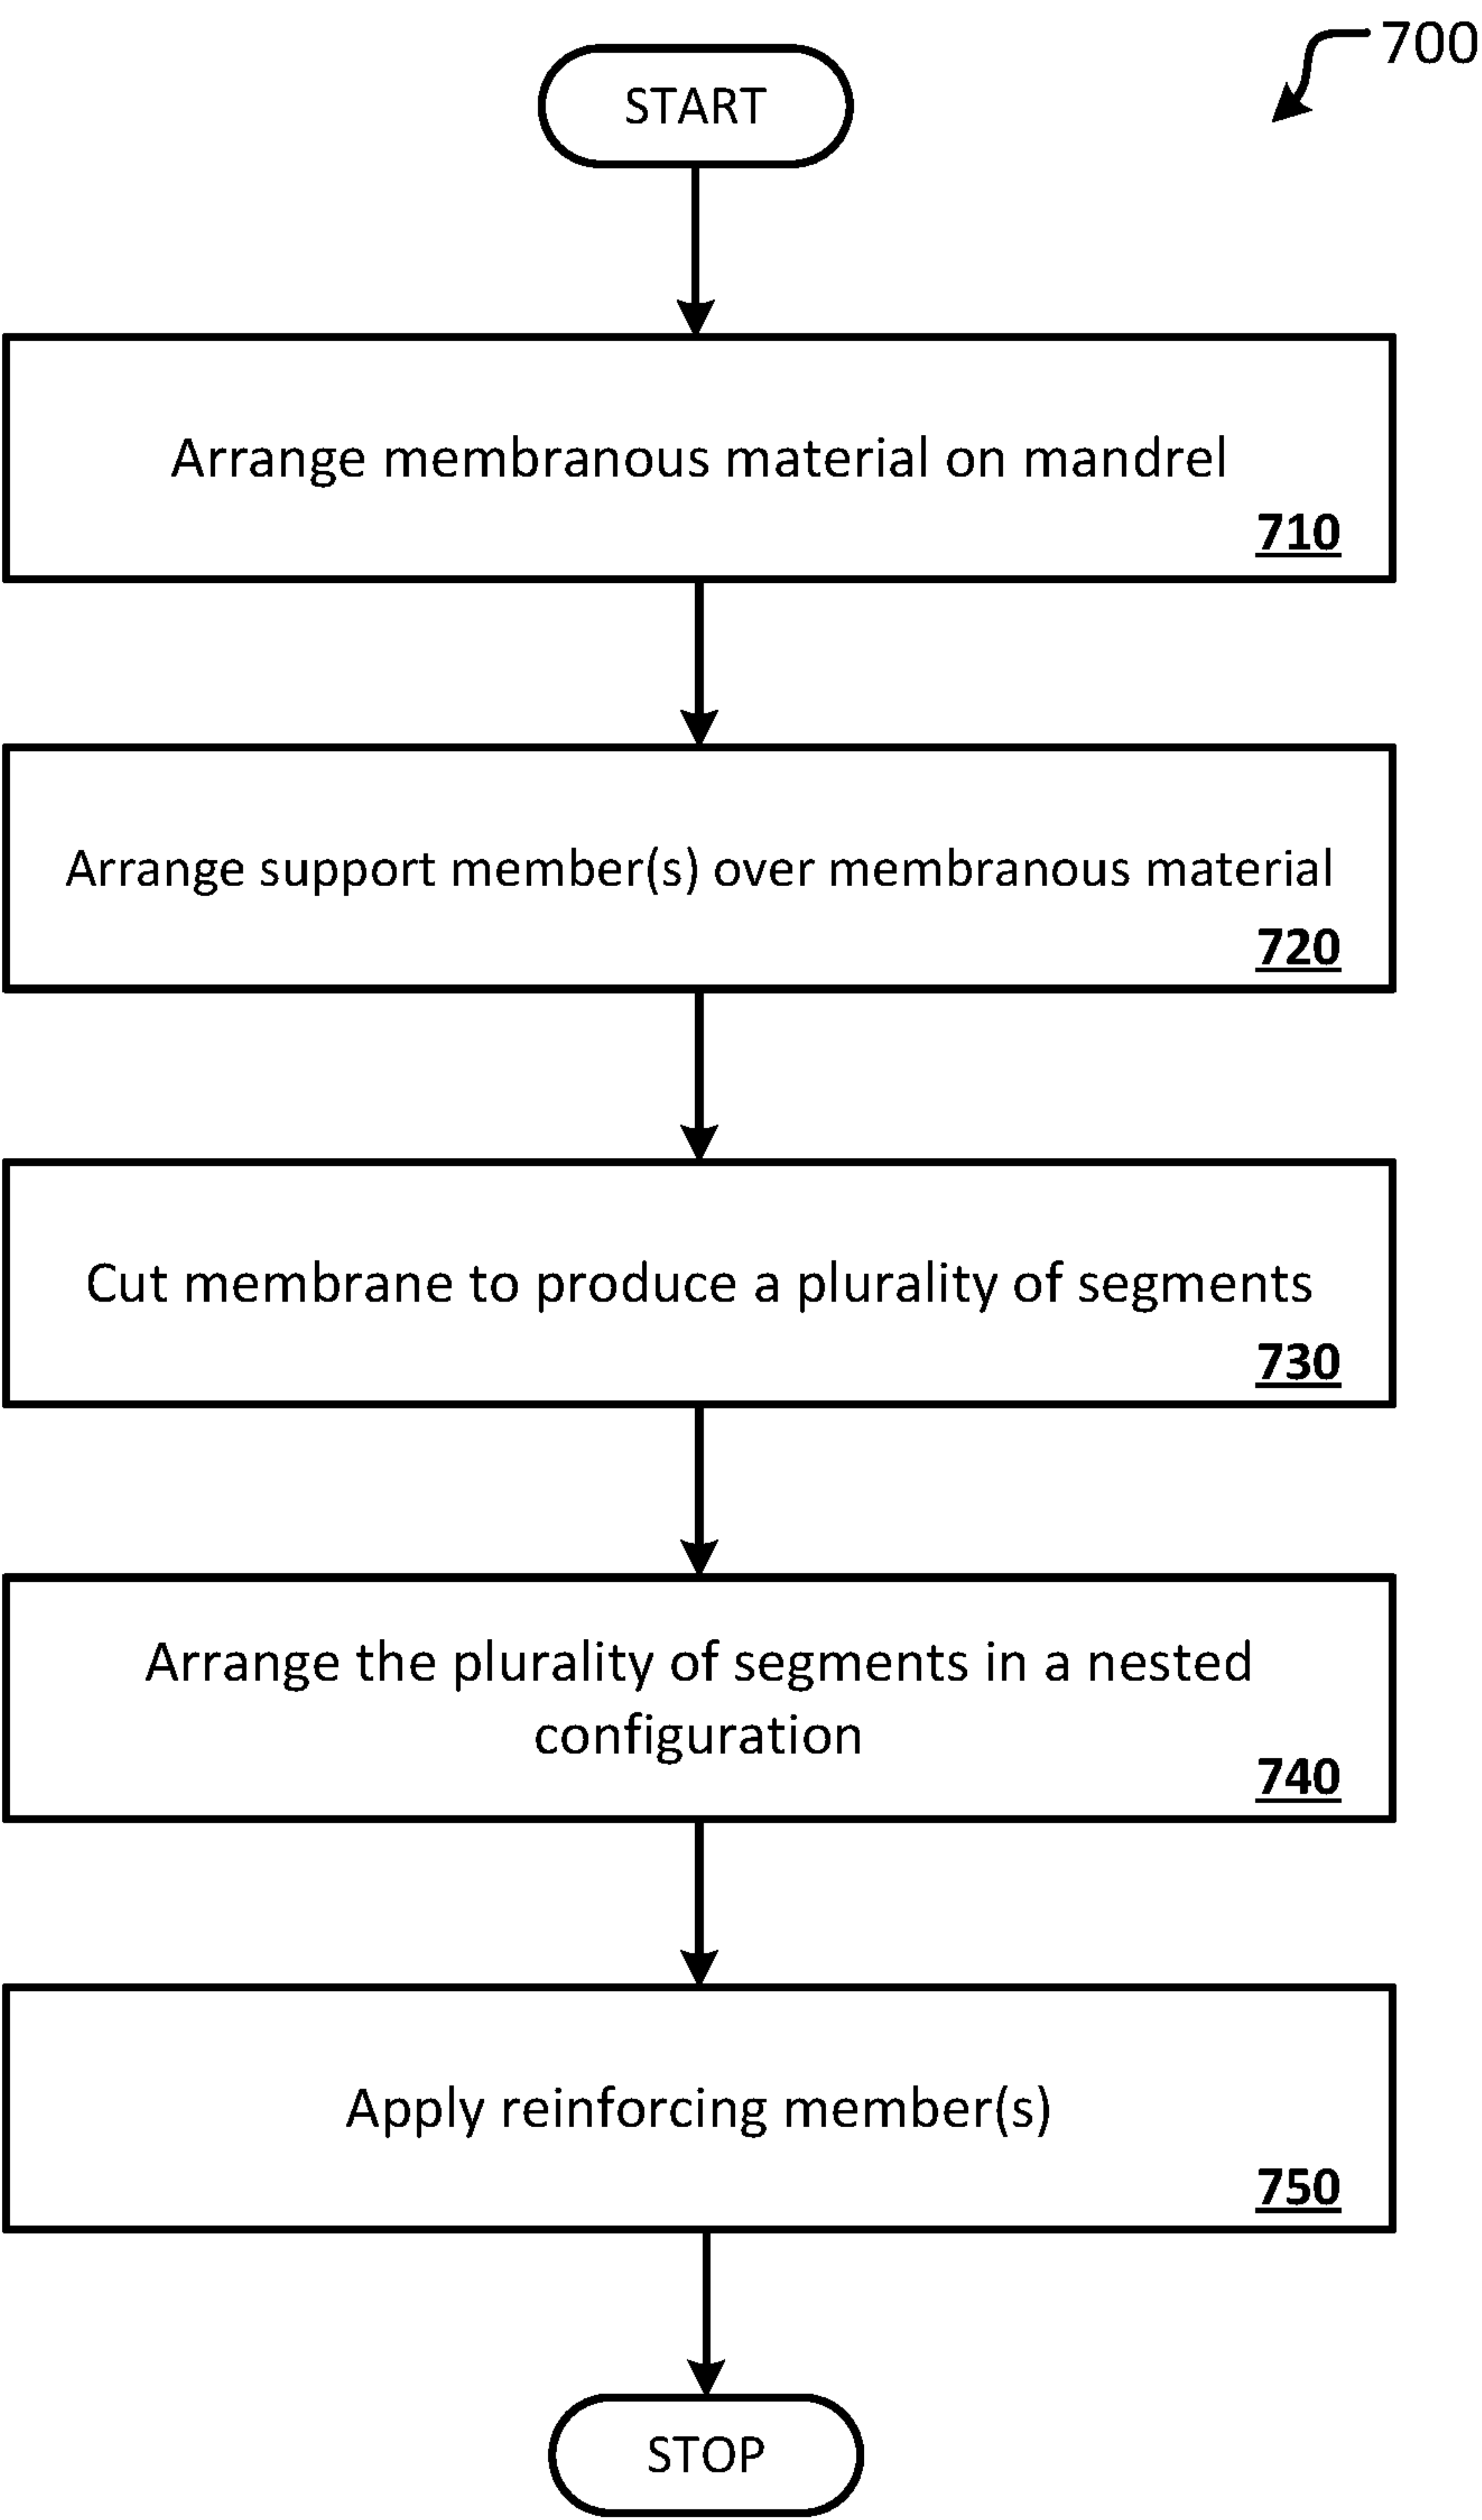 700
START
Arrange membranous material on mandrel
710
Arrange support member(s) over membranous material
720
Cut membrane to produce a plurality of segments
730
Arrange the plurality of segments in a nested
configuration
740
Apply reinforcing member(s)
750
STOP